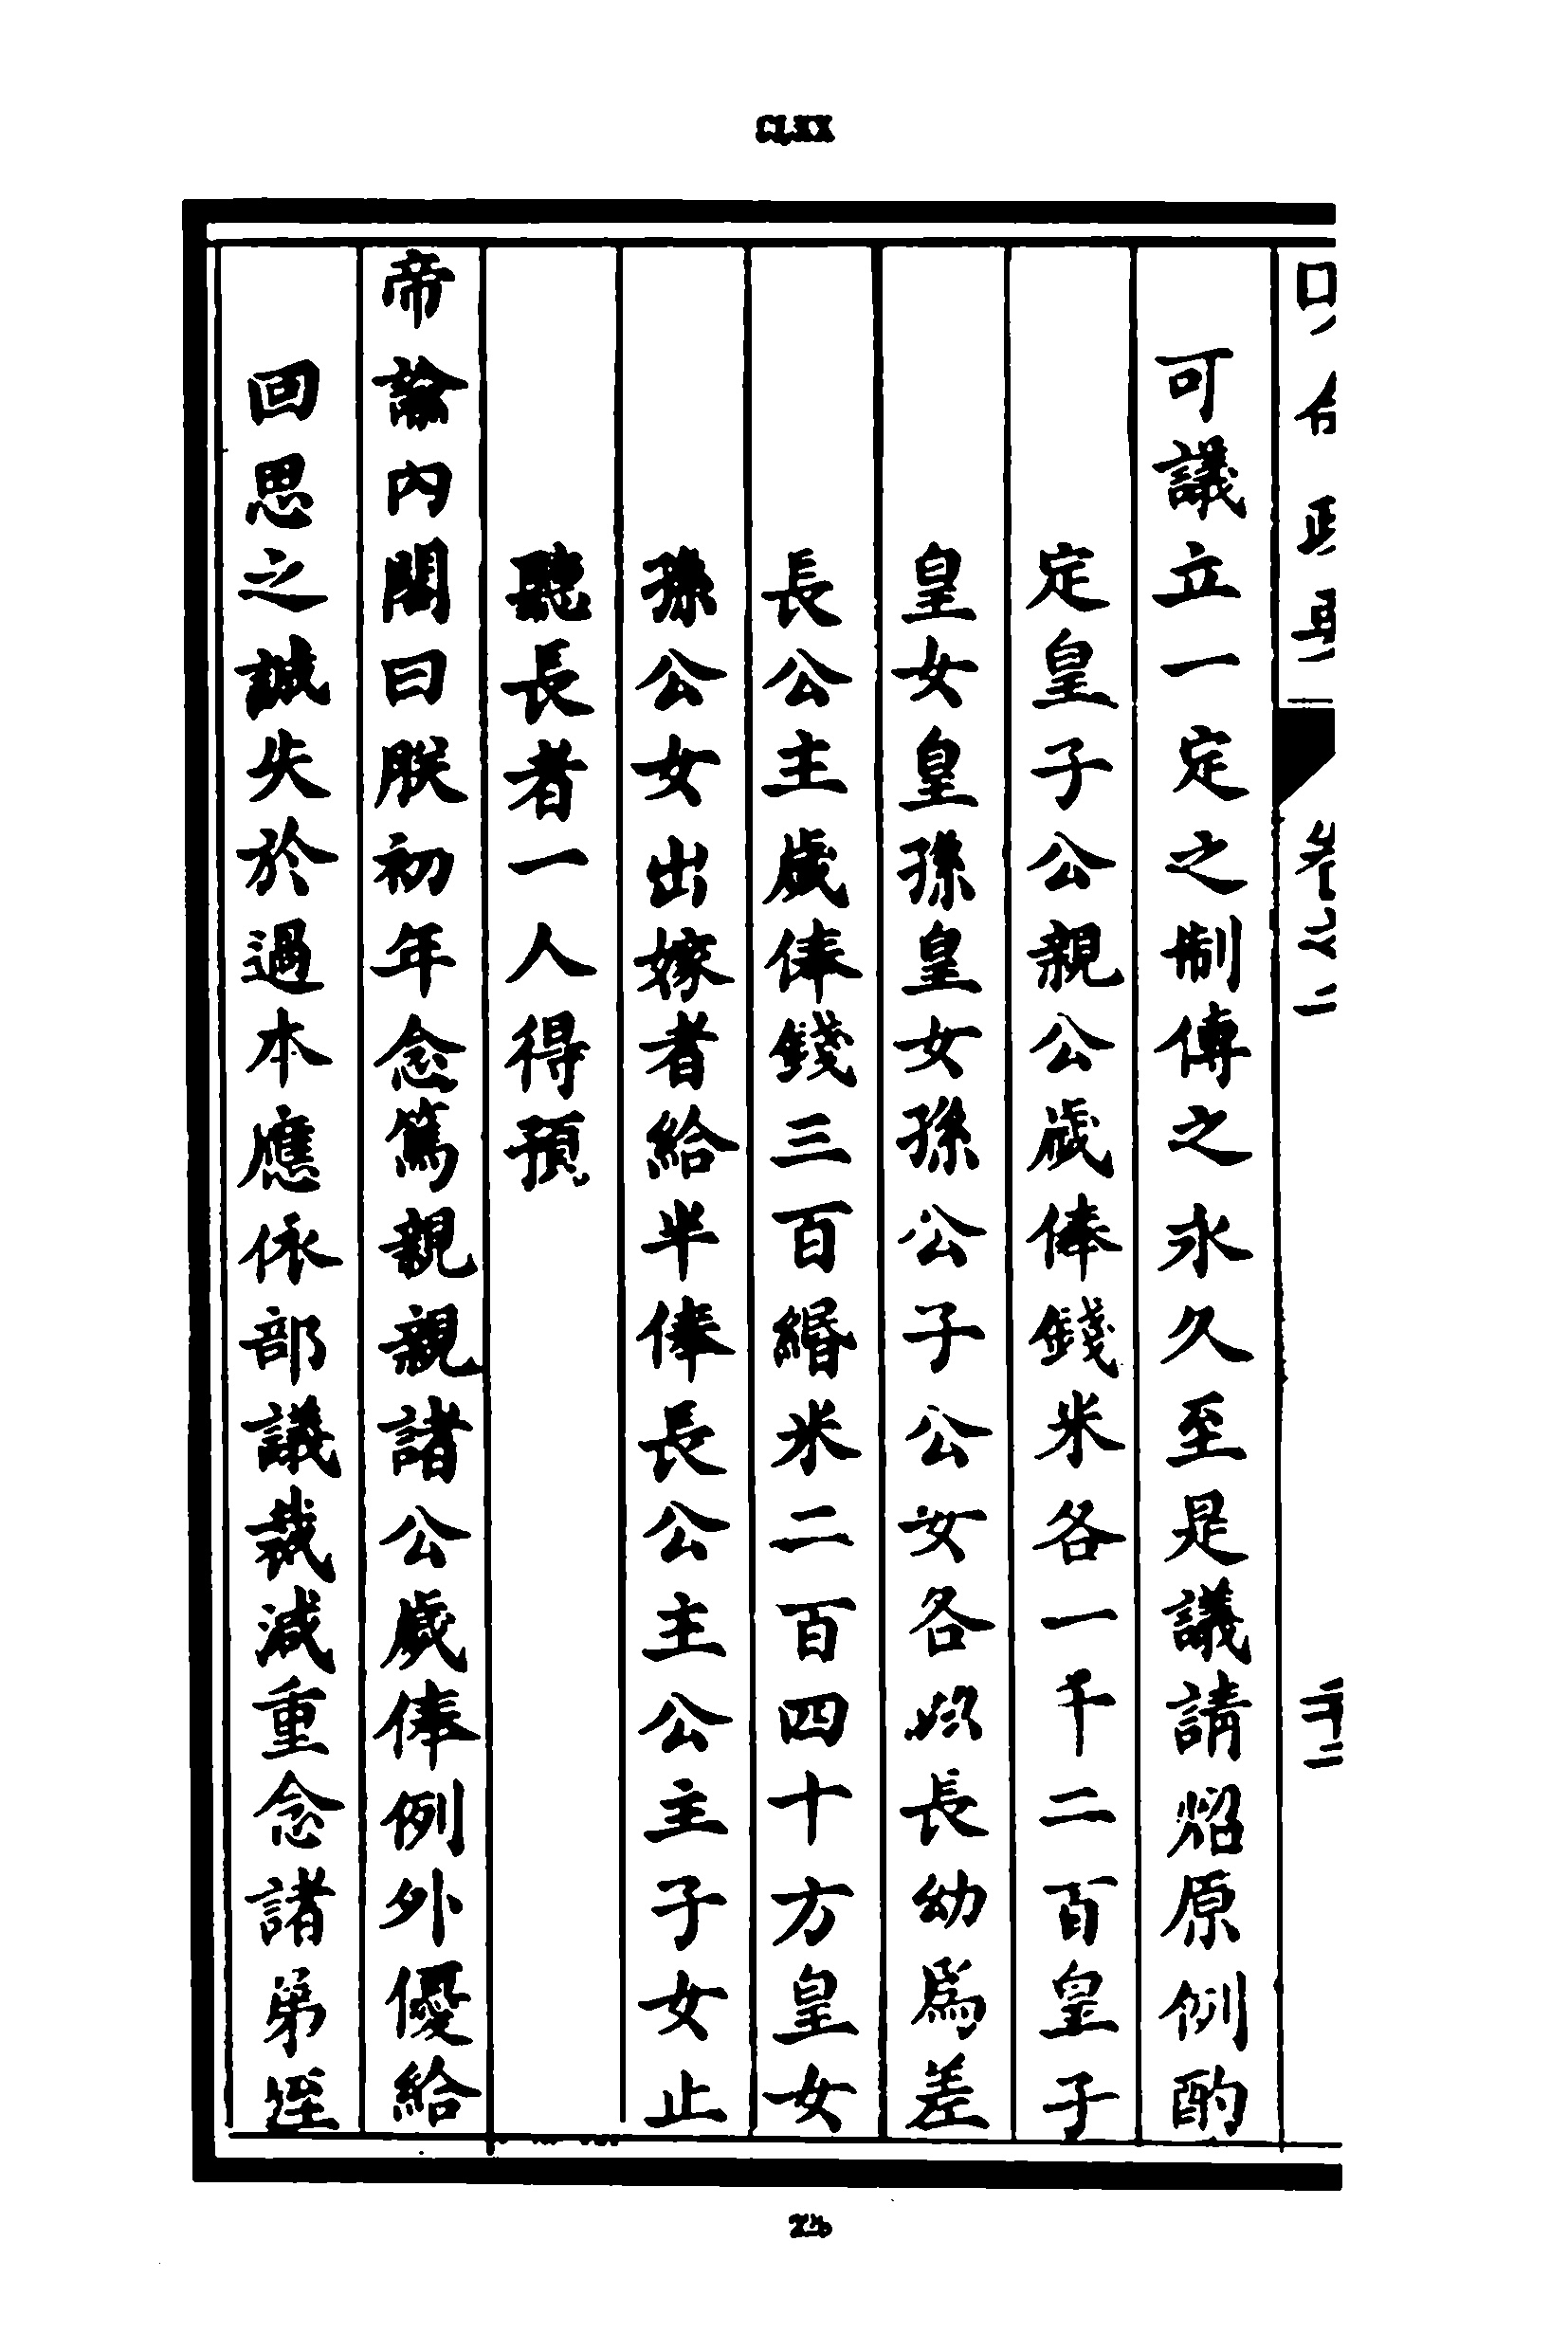 CLXX
可議立一定之制傳之永久至是議請炤原例酌
定皇子公親公歲俸錢米各一千二百皇子
皇女皇孫皇女孫公子公女各照長幼爲差
長公主歲俸錢三百緡米二百四十方皇女
孫公女出嫁者給半俸長公主公主子女止
聽長者一人得預
帝諭內閣曰朕初年念篤親親諸公歲俸例外優給
回思之誠失於過本應依部議裁減重念諸弟姪